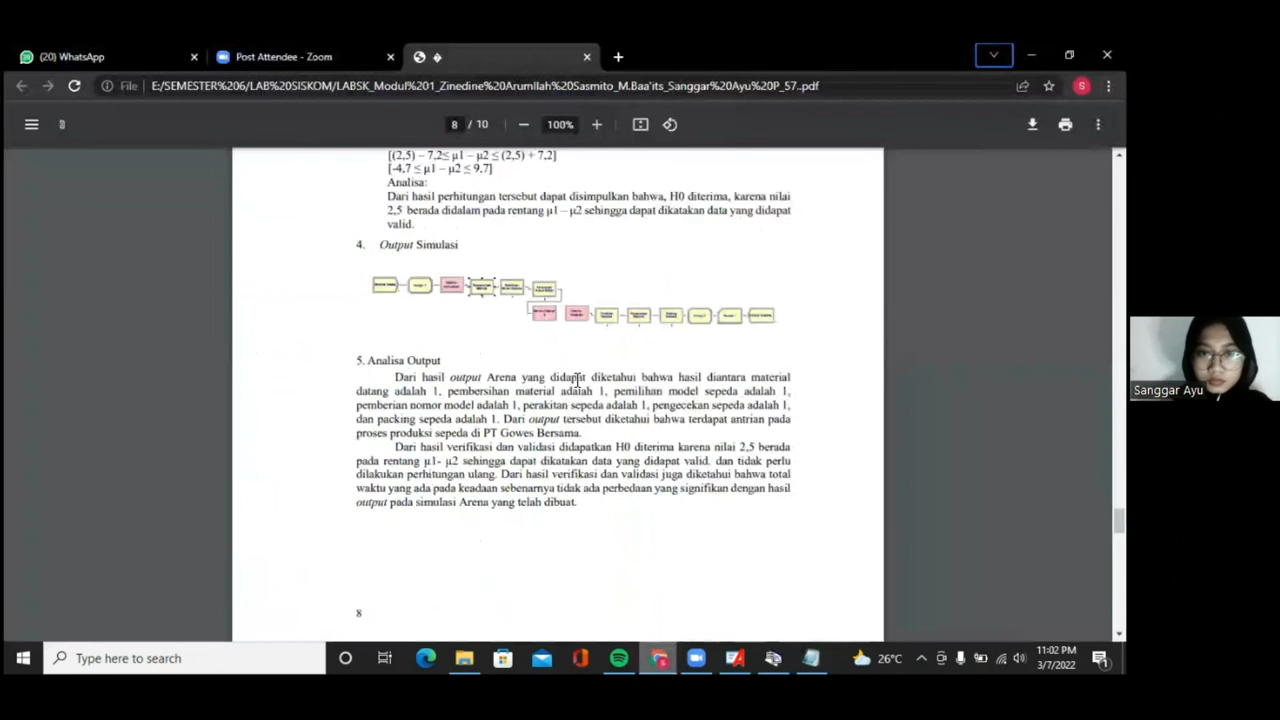 (20) WhatsApp
Post Attendee - Zoom
File
E:/SEMESTER%206/LAB%20SISKOM/LABSK_Modul%201_Zinedine%20Arumllah%20Sasmito_M.Baa'its_Sanggar%20Ayu%20P_57..pdf
8 / 10
100%
[(2,5) – 7,2≤ μ1 – μ2 ≤ (2,5) + 7,2]
[-4,7 ≤ μ1 – μ2 ≤ 9,7]
Analisa:
Dari hasil perhitungan tersebut dapat disimpulkan bahwa, H0 diterima, karena nilai
2,5 berada didalam pada rentang μ1 – μ2 sehingga dapat dikatakan data yang didapat
valid.
4. Output Simulasi
5. Analisa Output
Dari hasil output Arena yang didapat diketahui bahwa hasil diantara material
datang adalah 1, pembersihan material adalah 1, pemilihan model sepeda adalah 1,
pemberian nomor model adalah 1, perakitan sepeda adalah 1, pengecekan sepeda adalah 1,
dan packing sepeda adalah 1. Dari output tersebut diketahui bahwa terdapat antrian pada
proses produksi sepeda di PT Gowes Bersama.
Dari hasil verifikasi dan validasi didapatkan H0 diterima karena nilai 2,5 berada
pada rentang μ1- μ2 sehingga dapat dikatakan data yang didapat valid. dan tidak perlu
dilakukan perhitungan ulang. Dari hasil verifikasi dan validasi juga diketahui bahwa total
waktu yang ada pada keadaan sebenarnya tidak ada perbedaan yang signifikan dengan hasil
output pada simulasi Arena yang telah dibuat.
8
Sanggar Ayu
Type here to search
26°C
11:02 PM
3/7/2022